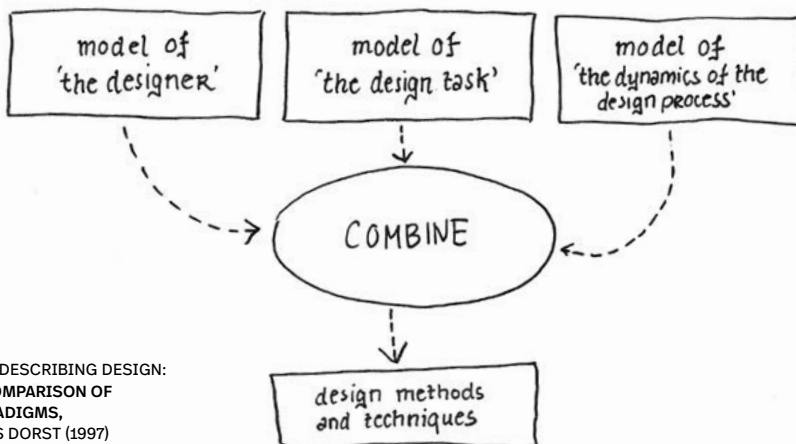 model of
'the designer'
model of
'the design task'
model of
'the dynamics of the
design process'
COMBINE
design methods
and techniques
DESCRIBING DESIGN:
OMPARISON OF
ADIGMS,
S DORST (1997)